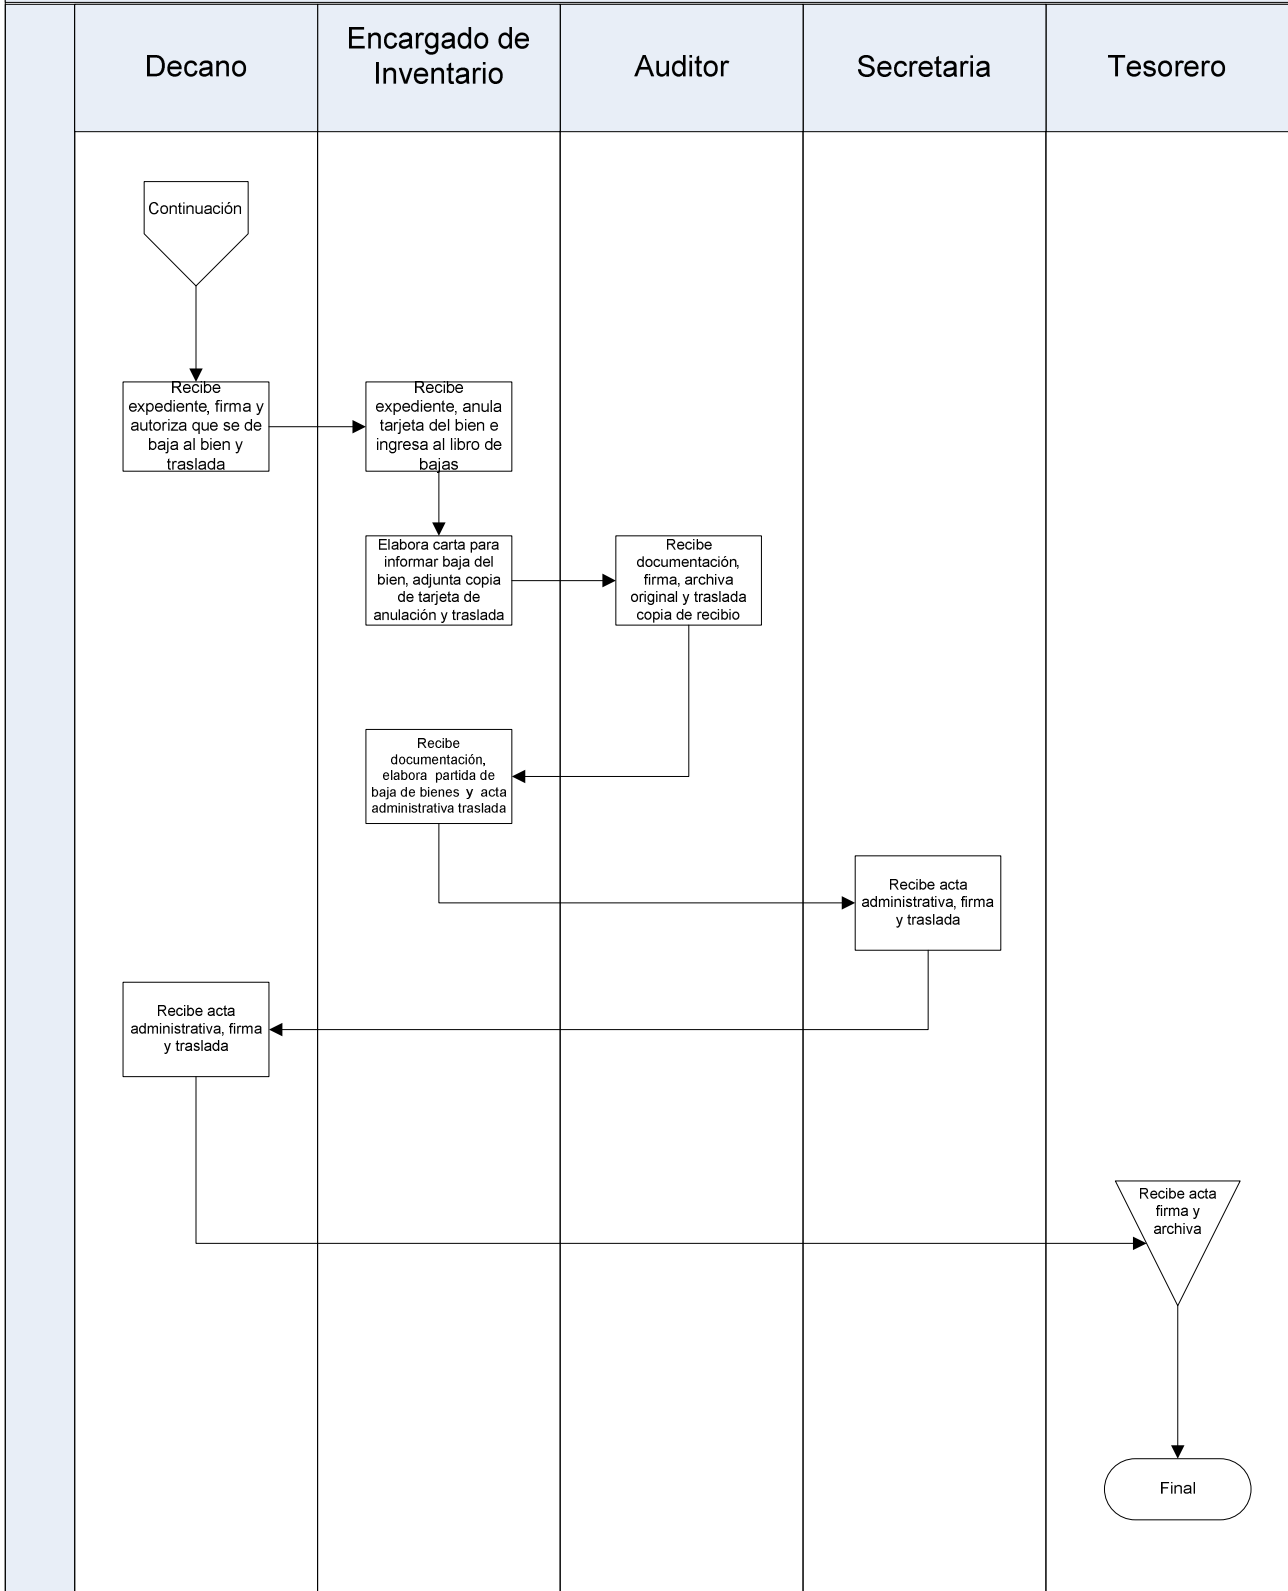 Decano
Encargado de
Inventario
Auditor
Secretaria
Tesorero
Continuación
Recibe
expediente, firma y
autoriza que se de
baja al bien y
traslada
Recibe
expediente, anula
tarjeta del bien e
ingresa al libro de
bajas
Elabora carta para
informar baja del
bien, adjunta copia
de tarjeta de
anulación y traslada
Recibe
documentación,
firma, archiva
original y traslada
copia de recibio
Recibe
documentación,
elabora partida de
baja de bienes y acta
administrativa traslada
Recibe acta
administrativa, firma
y traslada
Recibe acta
administrativa, firma
y traslada
Recibe acta
firma y
archiva
Final